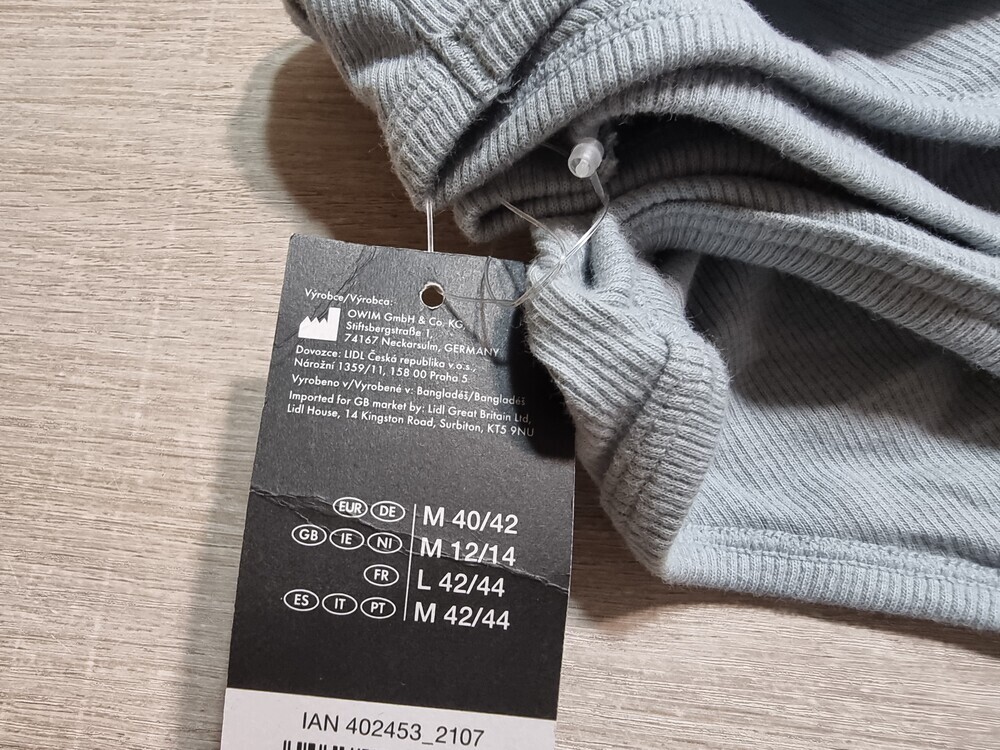 Výrobce/Výrobca:
OWIM GmbH & Co. KG,
Stiftsbergstraße 1,
74167 Neckarsulm, GERMANY
Dovozce: LIDL Česká republika v.o.s.,
Nárožní 1359/11, 158 00 Praha 5
Vyrobeno v/Vyrobené v: Bangladéš/Bangladéš
Imported for GB market by: Lidl Great Britain Ltd,
Lidl House, 14 Kingston Road, Surbiton, KT5 9NU
EUR DE M 40/42
GB IE NI M 12/14
FR L 42/44
ES IT PT M 42/44
IAN 402453_2107